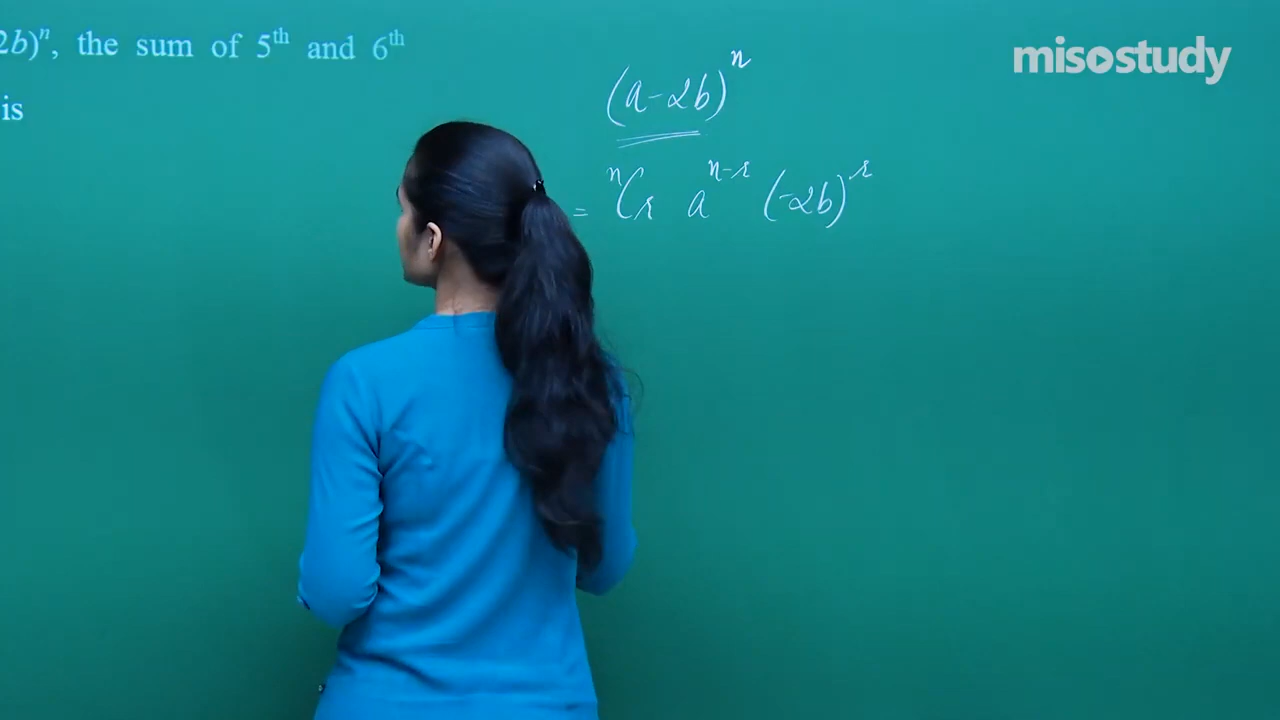 2b)ⁿ, the sum of 5ᵗʰ and 6ᵗʰ
is
misostudy
(a-2b)ⁿ
= ⁿCr aⁿ⁻ʳ (-2b)ʳ